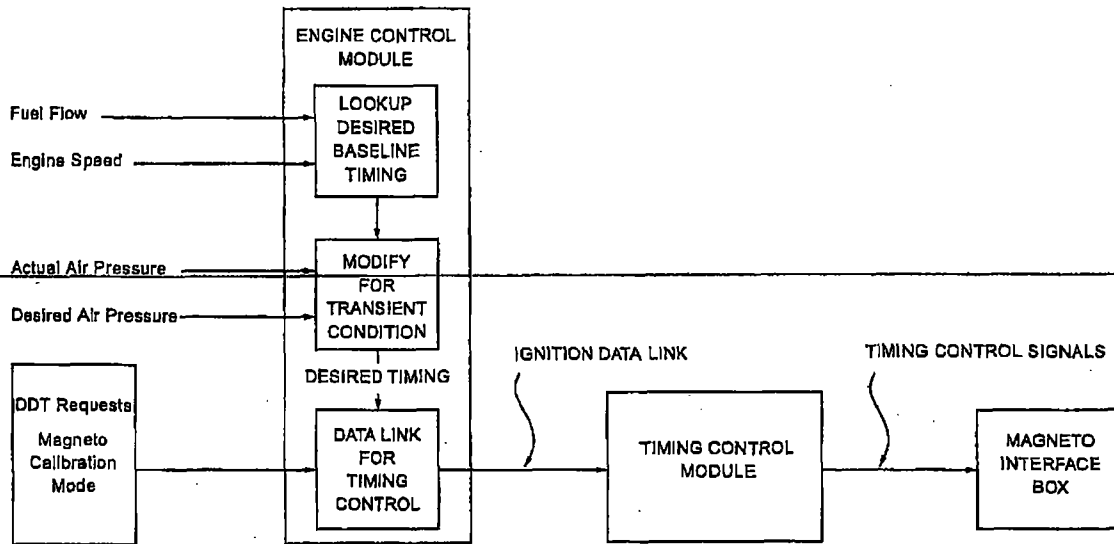 ENGINE CONTROL
MODULE
Fuel Flow
Engine Speed
LOOKUP
DESIRED
BASELINE
TIMING
Actual Air Pressure
Desired Air Pressure
MODIFY
FOR
TRANSIENT
CONDITION
DESIRED TIMING
IGNITION DATA LINK
TIMING CONTROL SIGNALS
DDT Requests
Magneto
Calibration
Mode
DATA LINK
FOR
TIMING
CONTROL
TIMING CONTROL
MODULE
MAGNETO
INTERFACE
BOX